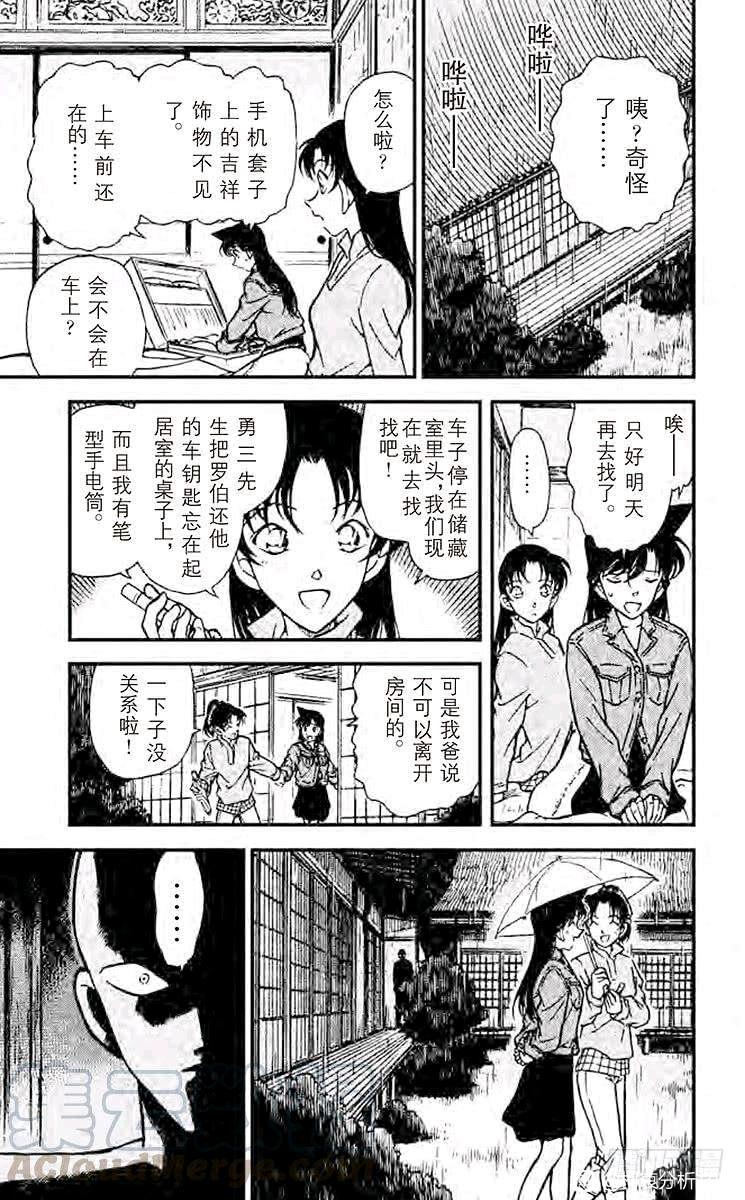 咦？奇怪
了……
哗啦——
哗啦——
怎么啦？
手机套子
上的吉祥
饰物不见
了。
上车前还
在的……
会不会在
车上？
唉——
只好明天
再去找了。
车子停在储藏
室里头，我们现
在就去找
找吧！
勇三先
生把罗伯还他
的车钥匙忘在起
居室的桌子上，
而且我有笔
型手电筒。
可是我爸说
不可以离开
房间的。
一下子没
关系啦！
……
AcloudMerge.com